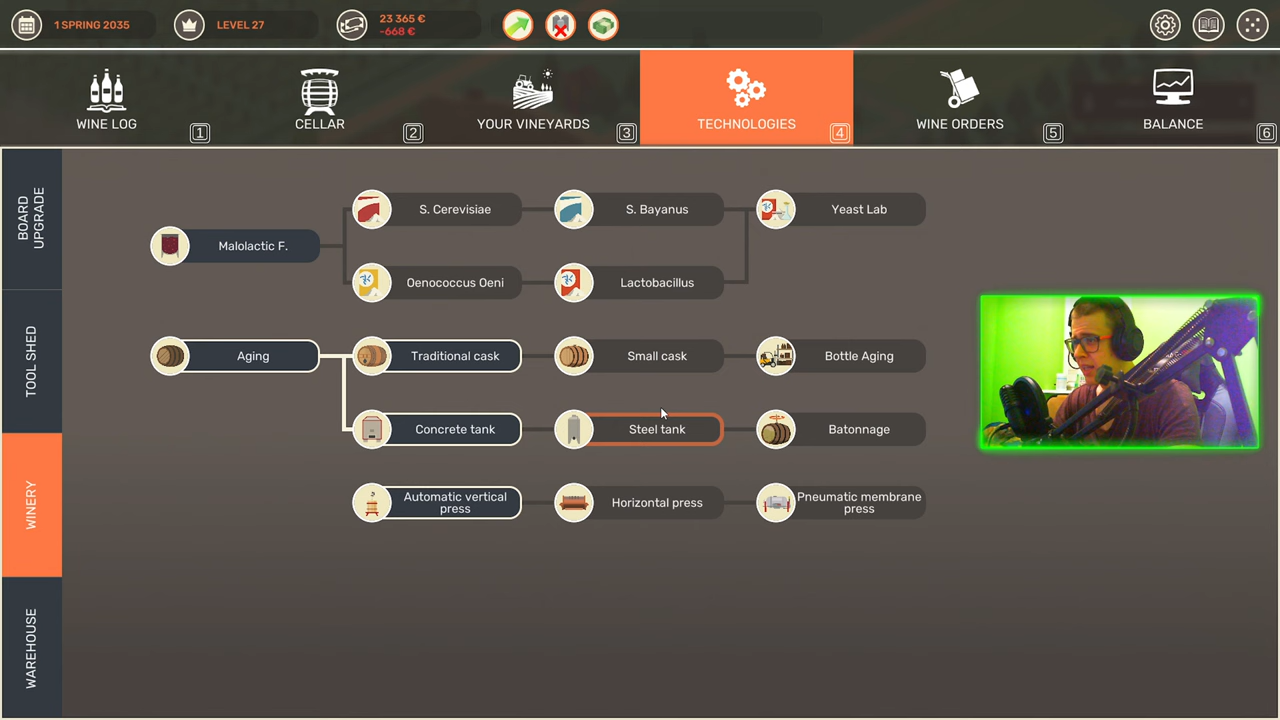 1 SPRING 2035
LEVEL 27
23 365 €
-668 €
WINE LOG
1
CELLAR
2
YOUR VINEYARDS
3
TECHNOLOGIES
4
WINE ORDERS
5
BALANCE
6
BOARD
UPGRADE
TOOL SHED
WINERY
WAREHOUSE
S. Cerevisiae
S. Bayanus
Yeast Lab
Malolactic F.
Oenococcus Oeni
Lactobacillus
Aging
Traditional cask
Small cask
Bottle Aging
Concrete tank
Steel tank
Batonnage
Automatic vertical
press
Horizontal press
Pneumatic membrane
press